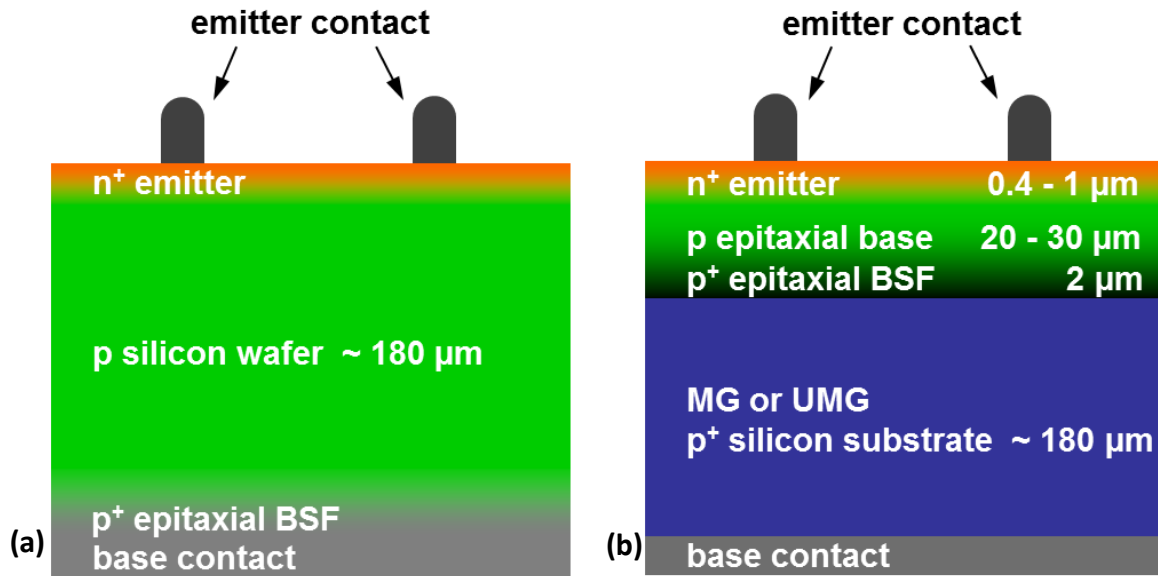 emitter contact
n⁺ emitter
p silicon wafer ~ 180 µm
p⁺ epitaxial BSF
base contact
(a)
emitter contact
n⁺ emitter 0.4 - 1 µm
p epitaxial base 20 - 30 µm
p⁺ epitaxial BSF 2 µm
MG or UMG
p⁺ silicon substrate ~ 180 µm
base contact
(b)